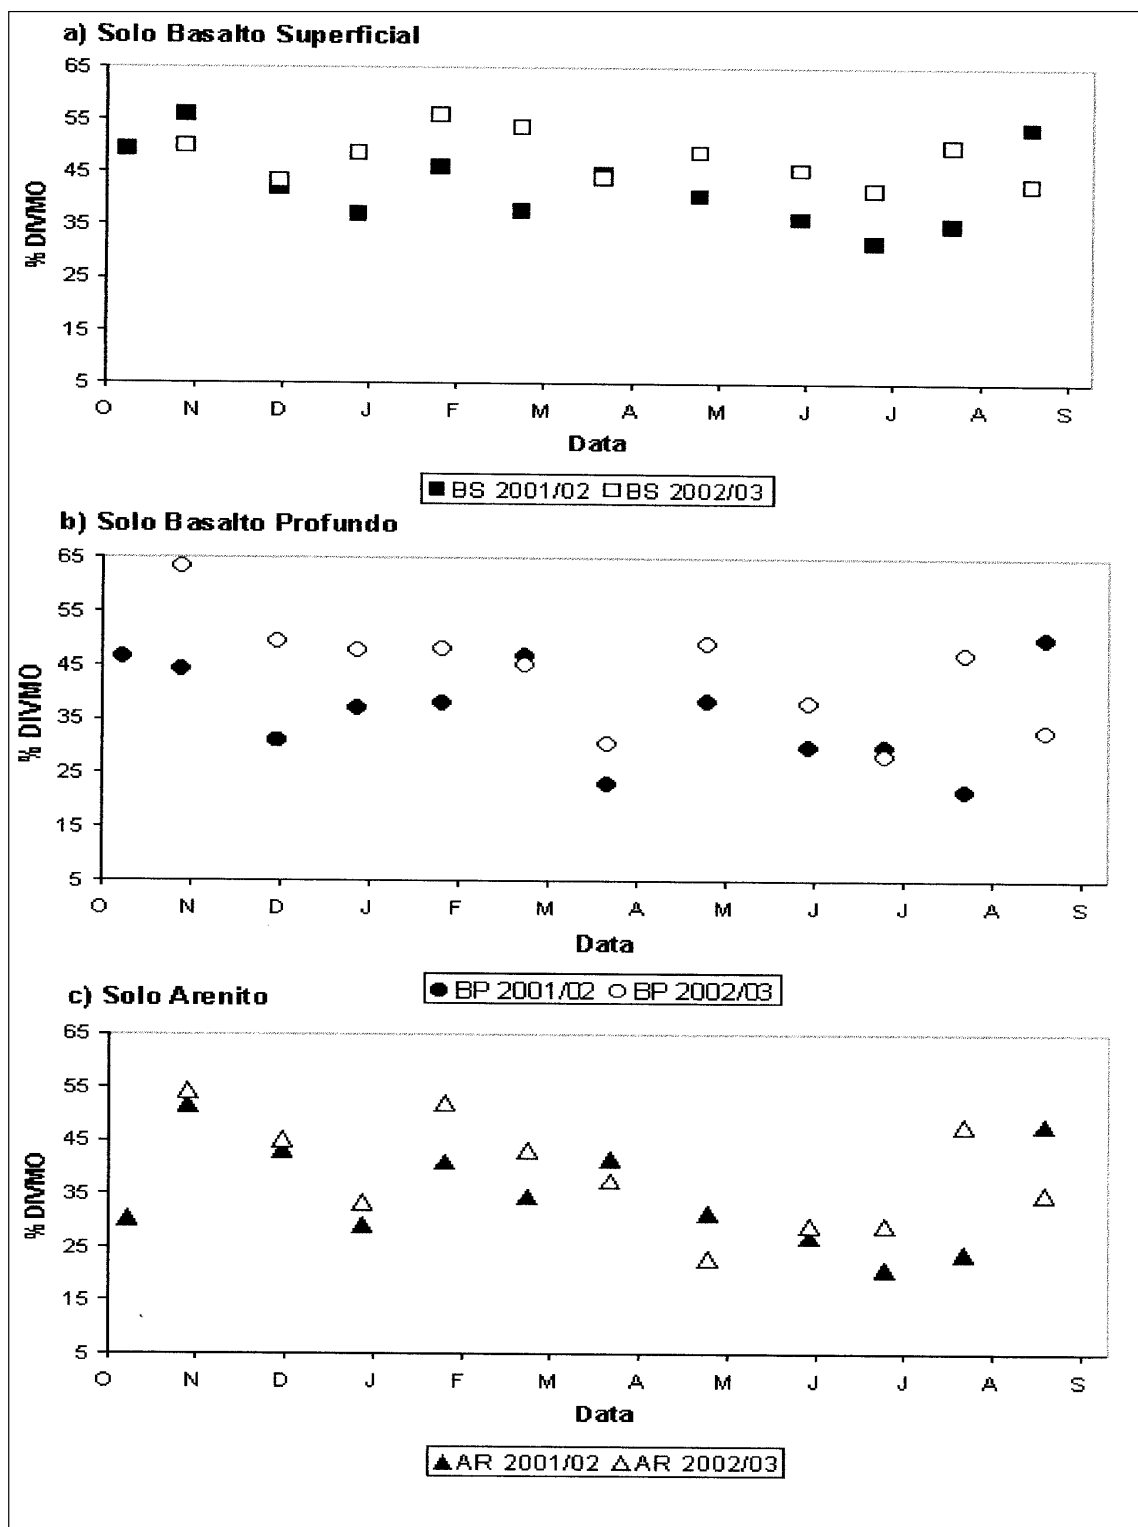 a) Solo Basalto Superficial
65
55
45
35
25
15
5
% DIVMO
O N D J F M A M J J A S
Data
BS 2001/02 BS 2002/03
b) Solo Basalto Profundo
65
55
45
35
25
15
5
% DIVMO
O N D J F M A M J J A S
Data
BP 2001/02 BP 2002/03
c) Solo Arenito
65
55
45
35
25
15
5
% DIVMO
O N D J F M A M J J A S
Data
AR 2001/02 AR 2002/03